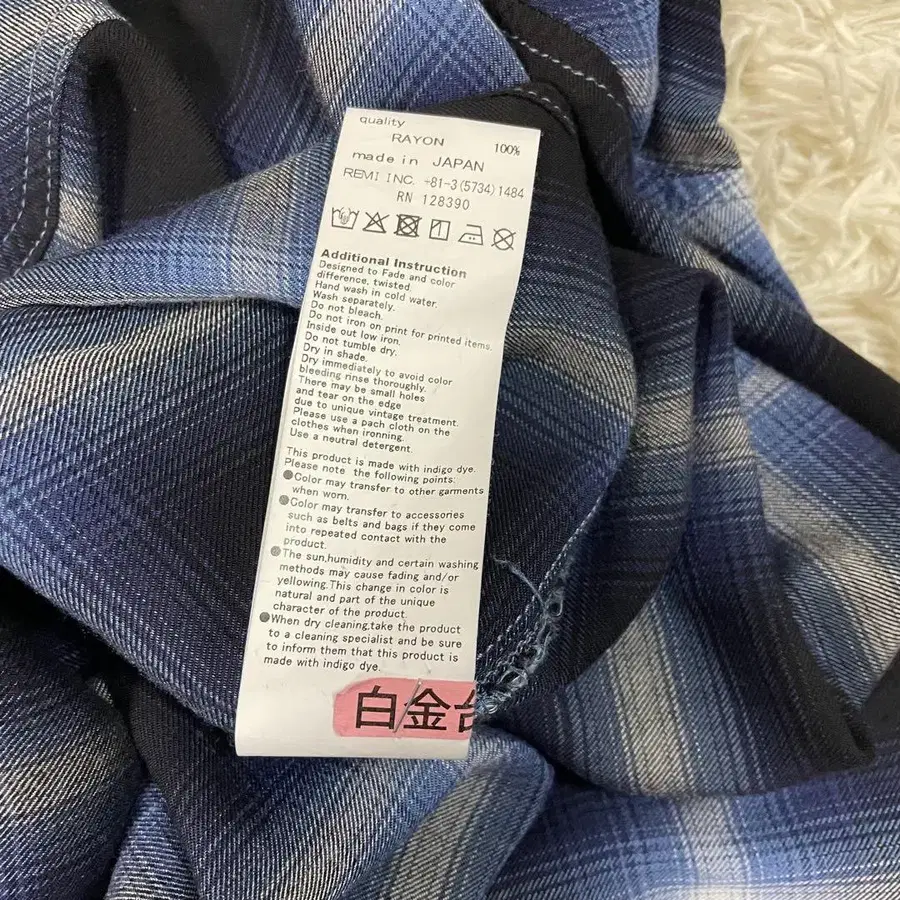 quality
RAYON 100%
made in JAPAN
REMI INC. +81-3(5734)1484
RN 128390
Additional Instruction
Designed to Fade and color
difference, twisted.
Hand wash in cold water.
Wash separately.
Do not bleach.
Do not iron on print for printed items.
Inside out low iron.
Do not tumble dry.
Dry in shade.
Dry immediately to avoid color
bleeding rinse thoroughly.
There may be small holes
and tear on the edge
due to unique vintage treatment.
Please use a pach cloth on the
clothes when ironning.
Use a neutral detergent.
This product is made with indigo dye.
Please note the following points:
●Color may transfer to other garments
when worn.
●Color may transfer to accessories
such as belts and bags if they come
into repeated contact with the
product.
●The sun,humidity and certain washing
methods may cause fading and/or
yellowing.This change in color is
natural and part of the unique
character of the product.
●When dry cleaning,take the product
to a cleaning specialist and be sure
to inform them that this product is
made with indigo dye.
白金台